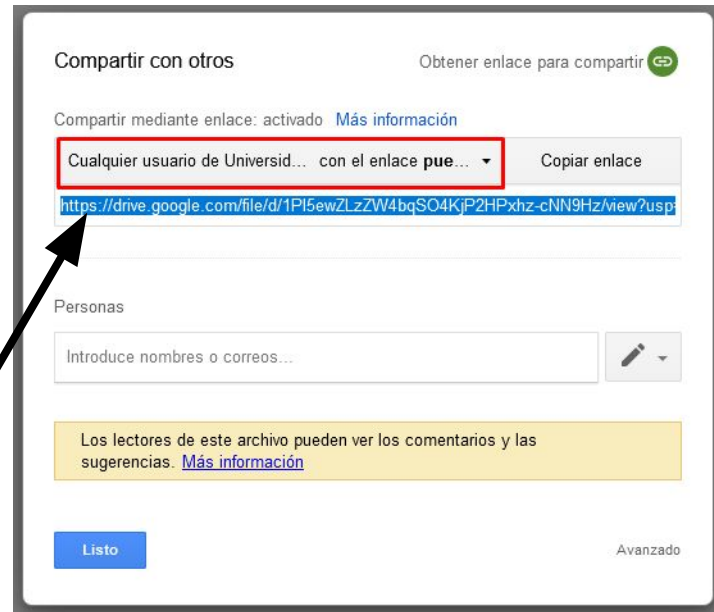 Compartir con otros
Obtener enlace para compartir
Compartir mediante enlace: activado Más información
Cualquier usuario de Universid... con el enlace pue...
Copiar enlace
https://drive.google.com/file/d/1Pl5ewZLzZW4bqSO4KjP2HPxhz-cNN9Hz/view?usp=
Personas
Introduce nombres o correos...
Los lectores de este archivo pueden ver los comentarios y las
sugerencias. Más información
Listo
Avanzado